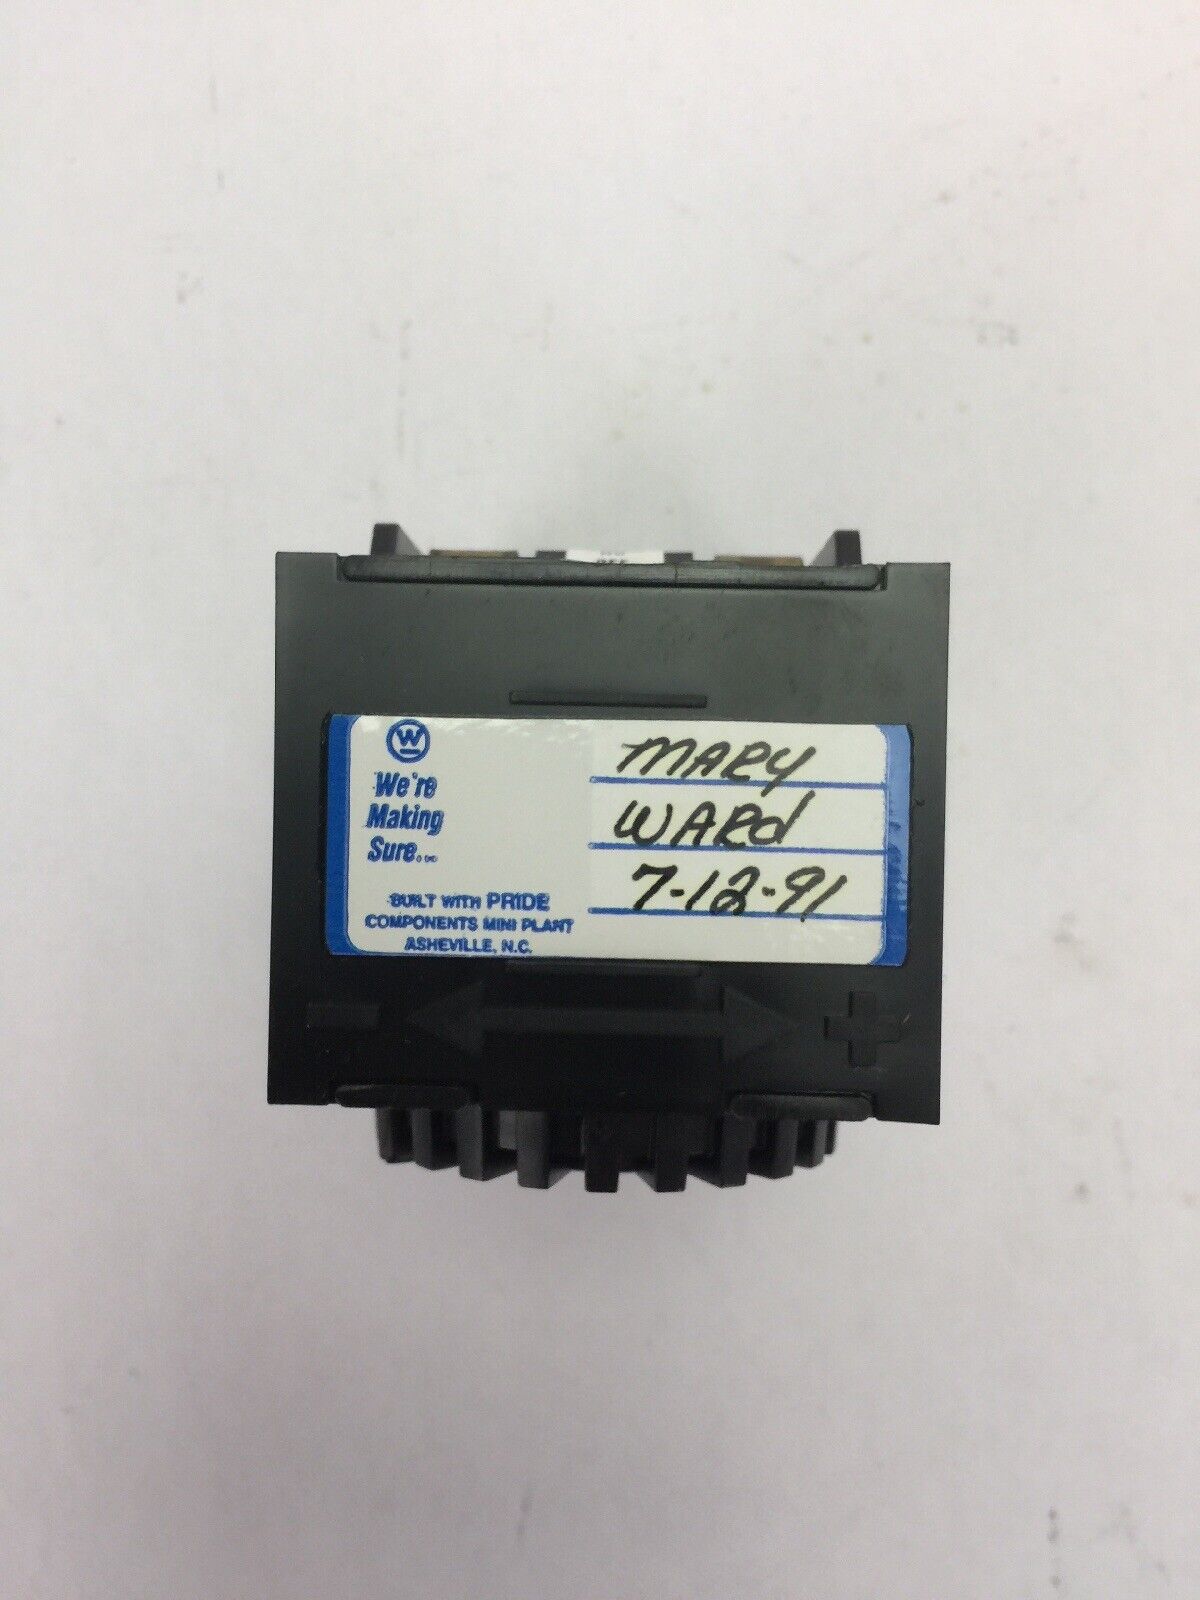 W
We're
Making
Sure...
BUILT WITH PRIDE
COMPONENTS MINI PLANT
ASHEVILLE, N.C.
MARY
WARd
7-12-91
- +